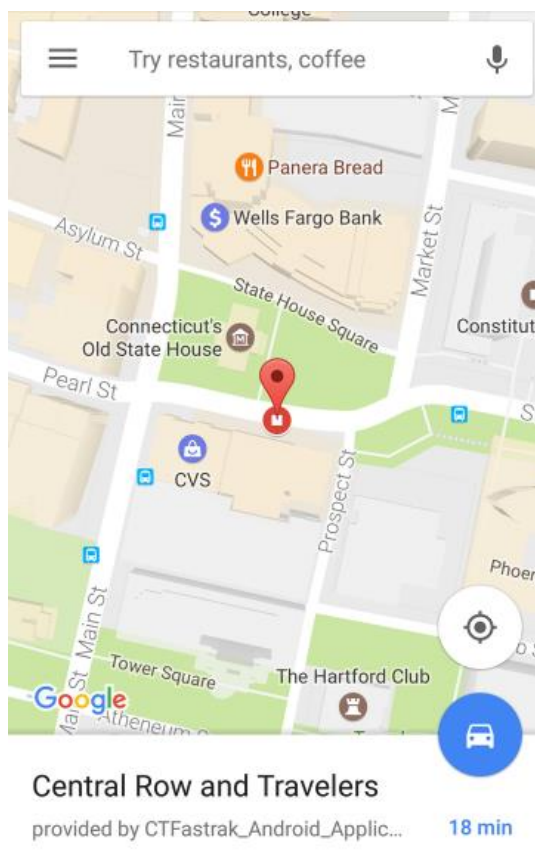 College
Try restaurants, coffee
Main
M
Panera Bread
Wells Fargo Bank
Asylum St
Market St
State House Square
Connecticut's
Old State House
Constitut
Pearl St
S
CVS
Prospect St
Phoen
Main St
Tower Square
The Hartford Club
Google
Main St
Atheneum S
Central Row and Travelers
provided by CTFastrak_Android_Applic...
18 min